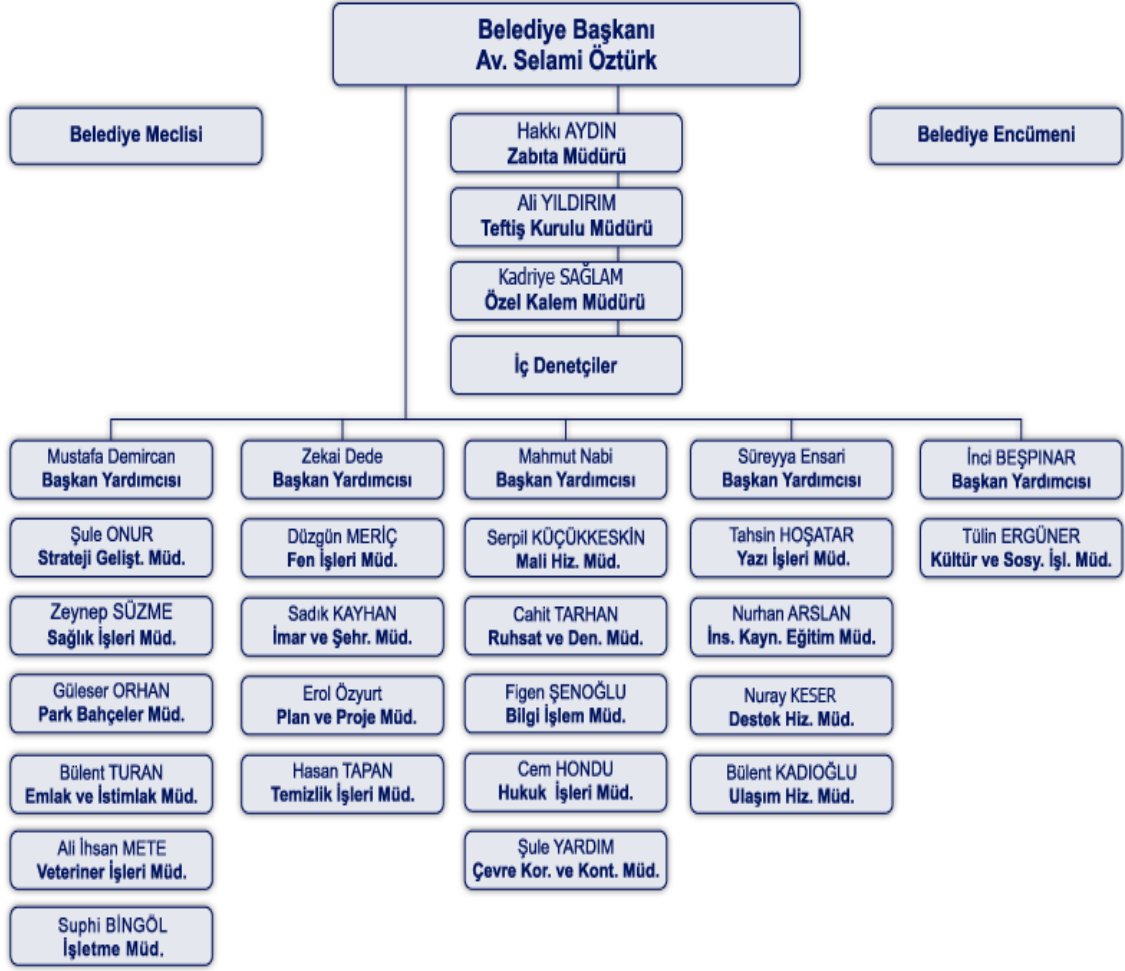 Belediye Başkanı
Av. Selami Öztürk
Belediye Meclisi
Belediye Encümeni
Hakkı AYDIN
Zabıta Müdürü
Ali YILDIRIM
Teftiş Kurulu Müdürü
Kadriye SAĞLAM
Özel Kalem Müdürü
İç Denetçiler
Mustafa Demircan
Başkan Yardımcısı
Şule ONUR
Strateji Gelişt. Müd.
Zeynep SÜZME
Sağlık İşleri Müd.
Güleser ORHAN
Park Bahçeler Müd.
Bülent TURAN
Emlak ve İstimlak Müd.
Ali İhsan METE
Veteriner İşleri Müd.
Suphi BİNGÖL
İşletme Müd.
Zekai Dede
Başkan Yardımcısı
Düzgün MERİÇ
Fen İşleri Müd.
Sadık KAYHAN
İmar ve Şehr. Müd.
Erol Özyurt
Plan ve Proje Müd.
Hasan TAPAN
Temizlik İşleri Müd.
Mahmut Nabi
Başkan Yardımcısı
Serpil KÜÇÜKKESKİN
Mali Hiz. Müd.
Cahit TARHAN
Ruhsat ve Den. Müd.
Figen ŞENOĞLU
Bilgi İşlem Müd.
Cem HONDU
Hukuk İşleri Müd.
Şule YARDIM
Çevre Kor. ve Kont. Müd.
Süreyya Ensari
Başkan Yardımcısı
Tahsin HOŞATAR
Yazı İşleri Müd.
Nurhan ARSLAN
İns. Kayn. Eğitim Müd.
Nuray KESER
Destek Hiz. Müd.
Bülent KADIOĞLU
Ulaşım Hiz. Müd.
İnci BEŞPINAR
Başkan Yardımcısı
Tülin ERGÜNER
Kültür ve Sosy. İşl. Müd.